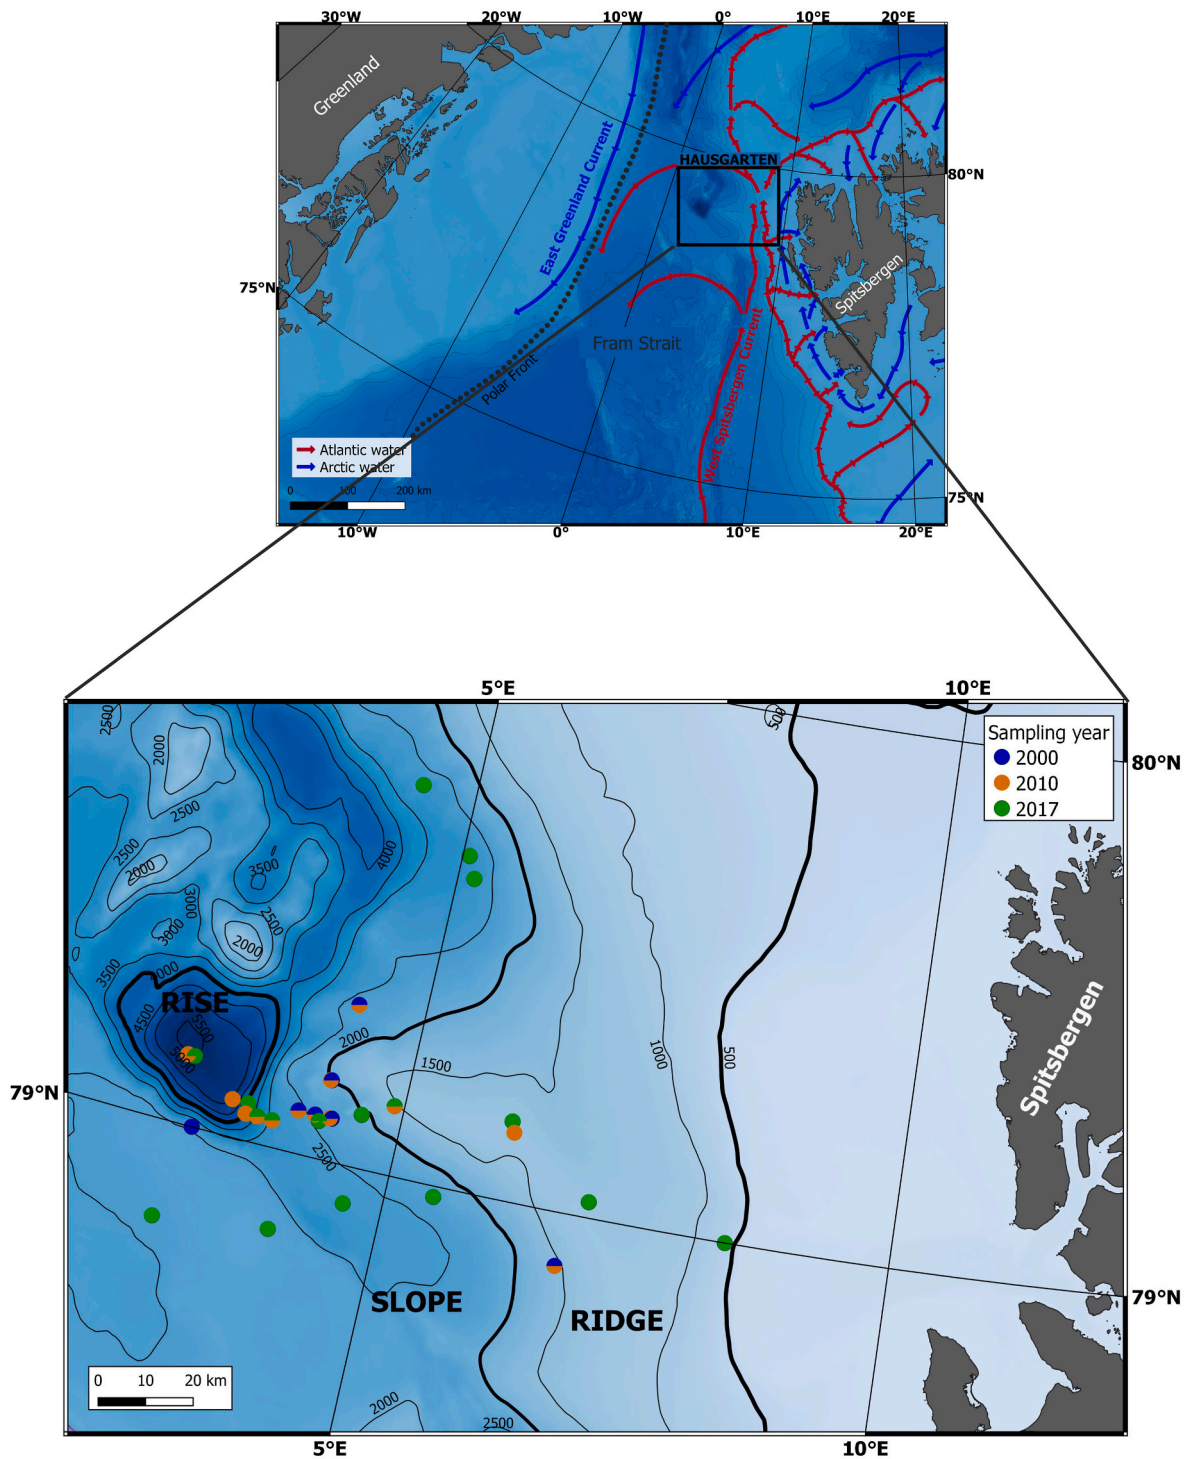 30°W 20°W 10°W 0° 10°E 20°E
Greenland
HAUSGARTEN
East Greenland Current
80°N
75°N
Spitsbergen
Fram Strait
Polar Front
West Spitsbergen Current
Atlantic water
Arctic water
0 100 200 km
75°N
10°W 0° 10°E 20°E
5°E 10°E
Sampling year
2000
2010
2017
80°N
2500
2000
500
2500
4000
2500
2000
3500
3000
2500
3000
2000
3500
4000
RISE
4500
5500
5000
2000
1500
1000
500
Spitsbergen
79°N
2500
79°N
SLOPE
RIDGE
0 10 20 km
2000
2500
5°E 10°E